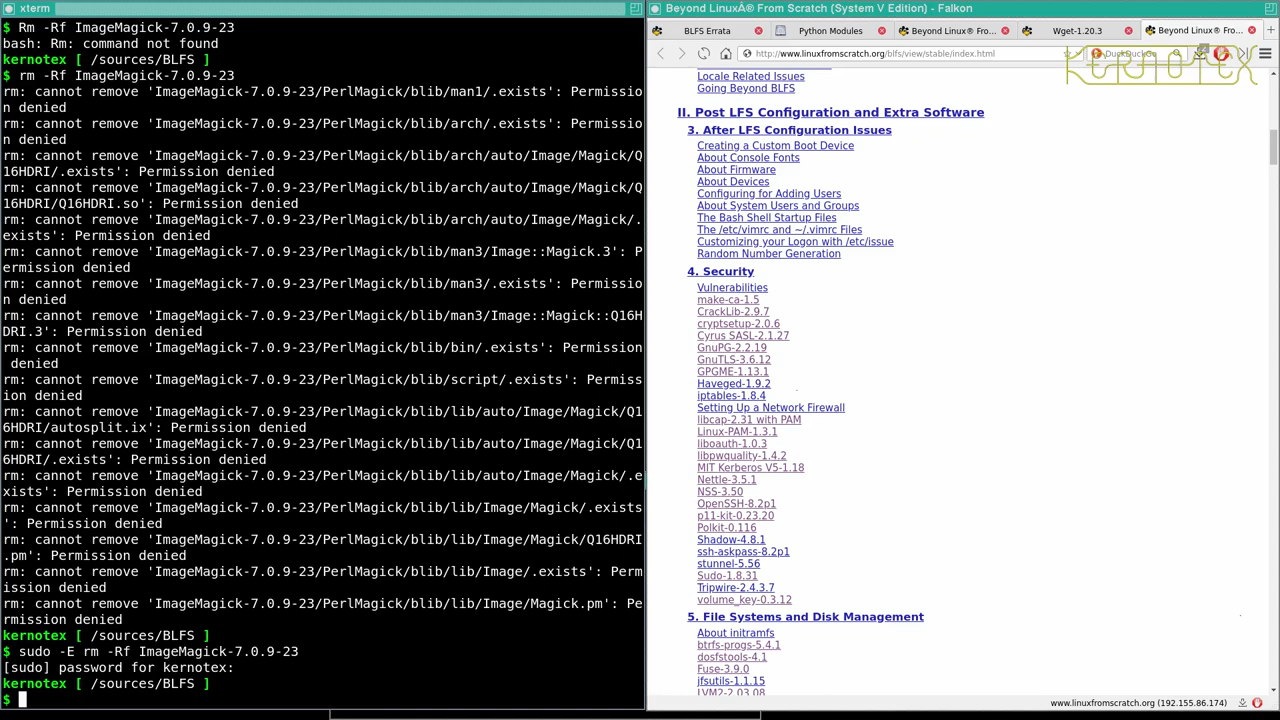 xterm
$ Rm -Rf ImageMagick-7.0.9-23
bash: Rm: command not found
kernotex [ /sources/BLFS ]
$ rm -Rf ImageMagick-7.0.9-23
rm: cannot remove 'ImageMagick-7.0.9-23/PerlMagick/blib/man1/.exists': Permissio
n denied
rm: cannot remove 'ImageMagick-7.0.9-23/PerlMagick/blib/arch/.exists': Permissio
n denied
rm: cannot remove 'ImageMagick-7.0.9-23/PerlMagick/blib/arch/auto/Image/Magick/Q
16HDRI/.exists': Permission denied
rm: cannot remove 'ImageMagick-7.0.9-23/PerlMagick/blib/arch/auto/Image/Magick/Q
16HDRI/Q16HDRI.so': Permission denied
rm: cannot remove 'ImageMagick-7.0.9-23/PerlMagick/blib/arch/auto/Image/Magick/.
exists': Permission denied
rm: cannot remove 'ImageMagick-7.0.9-23/PerlMagick/blib/man3/Image::Magick.3': P
ermission denied
rm: cannot remove 'ImageMagick-7.0.9-23/PerlMagick/blib/man3/.exists': Permissio
n denied
rm: cannot remove 'ImageMagick-7.0.9-23/PerlMagick/blib/man3/Image::Magick::Q16H
DRI.3': Permission denied
rm: cannot remove 'ImageMagick-7.0.9-23/PerlMagick/blib/bin/.exists': Permission
 denied
rm: cannot remove 'ImageMagick-7.0.9-23/PerlMagick/blib/script/.exists': Permiss
ion denied
rm: cannot remove 'ImageMagick-7.0.9-23/PerlMagick/blib/lib/auto/Image/Magick/Q1
6HDRI/autosplit.ix': Permission denied
rm: cannot remove 'ImageMagick-7.0.9-23/PerlMagick/blib/lib/auto/Image/Magick/Q1
6HDRI/.exists': Permission denied
rm: cannot remove 'ImageMagick-7.0.9-23/PerlMagick/blib/lib/auto/Image/Magick/.e
xists': Permission denied
rm: cannot remove 'ImageMagick-7.0.9-23/PerlMagick/blib/lib/Image/Magick/.exists
': Permission denied
rm: cannot remove 'ImageMagick-7.0.9-23/PerlMagick/blib/lib/Image/Magick/Q16HDRI
.pm': Permission denied
rm: cannot remove 'ImageMagick-7.0.9-23/PerlMagick/blib/lib/Image/.exists': Perm
ission denied
rm: cannot remove 'ImageMagick-7.0.9-23/PerlMagick/blib/lib/Image/Magick.pm': Pe
rmission denied
kernotex [ /sources/BLFS ]
$ sudo -E rm -Rf ImageMagick-7.0.9-23
[sudo] password for kernotex:
kernotex [ /sources/BLFS ]
$
Beyond LinuxÂ® From Scratch (System V Edition) - Falkon
BLFS Errata
Python Modules
Beyond Linux® Fro...
Wget-1.20.3
Beyond Linux® Fro...
http://www.linuxfromscratch.org/blfs/view/stable/index.html
DuckDuckGo
KERNOTEX
Locale Related Issues
Going Beyond BLFS
II. Post LFS Configuration and Extra Software
3. After LFS Configuration Issues
Creating a Custom Boot Device
About Console Fonts
About Firmware
About Devices
Configuring for Adding Users
About System Users and Groups
The Bash Shell Startup Files
The /etc/vimrc and ~/.vimrc Files
Customizing your Logon with /etc/issue
Random Number Generation
4. Security
Vulnerabilities
make-ca-1.5
CrackLib-2.9.7
cryptsetup-2.0.6
Cyrus SASL-2.1.27
GnuPG-2.2.19
GnuTLS-3.6.12
GPGME-1.13.1
Haveged-1.9.2
iptables-1.8.4
Setting Up a Network Firewall
libcap-2.31 with PAM
Linux-PAM-1.3.1
liboauth-1.0.3
libpwquality-1.4.2
MIT Kerberos V5-1.18
Nettle-3.5.1
NSS-3.50
OpenSSH-8.2p1
p11-kit-0.23.20
Polkit-0.116
Shadow-4.8.1
ssh-askpass-8.2p1
stunnel-5.56
Sudo-1.8.31
Tripwire-2.4.3.7
volume_key-0.3.12
5. File Systems and Disk Management
About initramfs
btrfs-progs-5.4.1
dosfstools-4.1
Fuse-3.9.0
jfsutils-1.1.15
LVM2-2.03.08
www.linuxfromscratch.org (192.155.86.174)